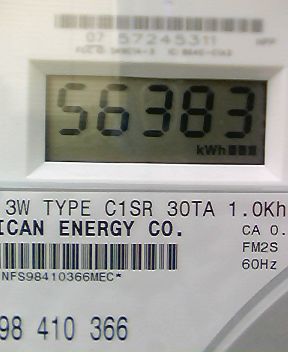 07 57245311
56383
kWh
3W TYPE C1SR 30TA 1.0Kh
ICAN ENERGY CO.
CA 0.
FM2S
60Hz
NFS98410366MEC*
98 410 366